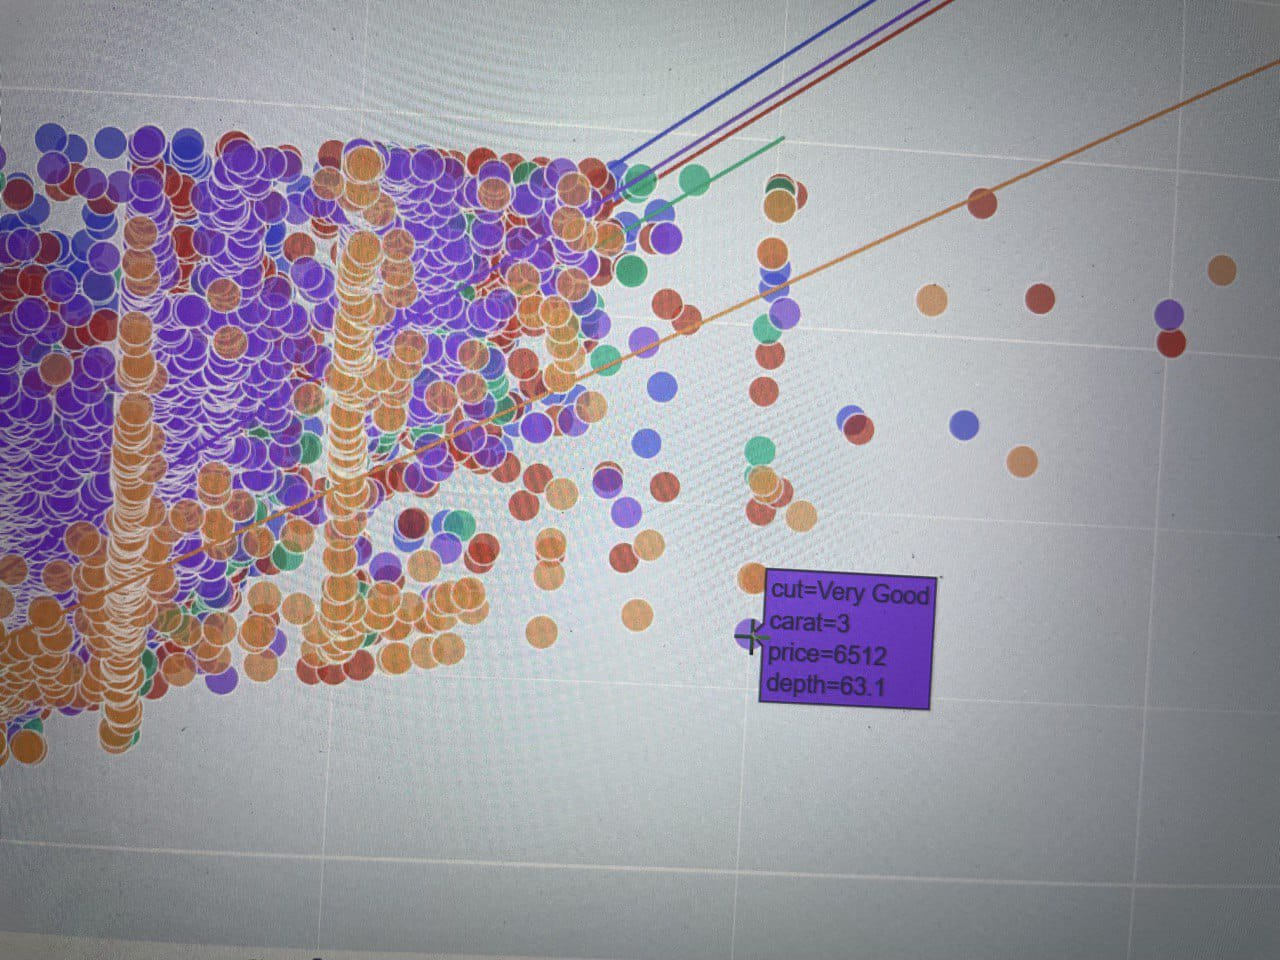 cut=Very Good
carat=3
price=6512
depth=63.1